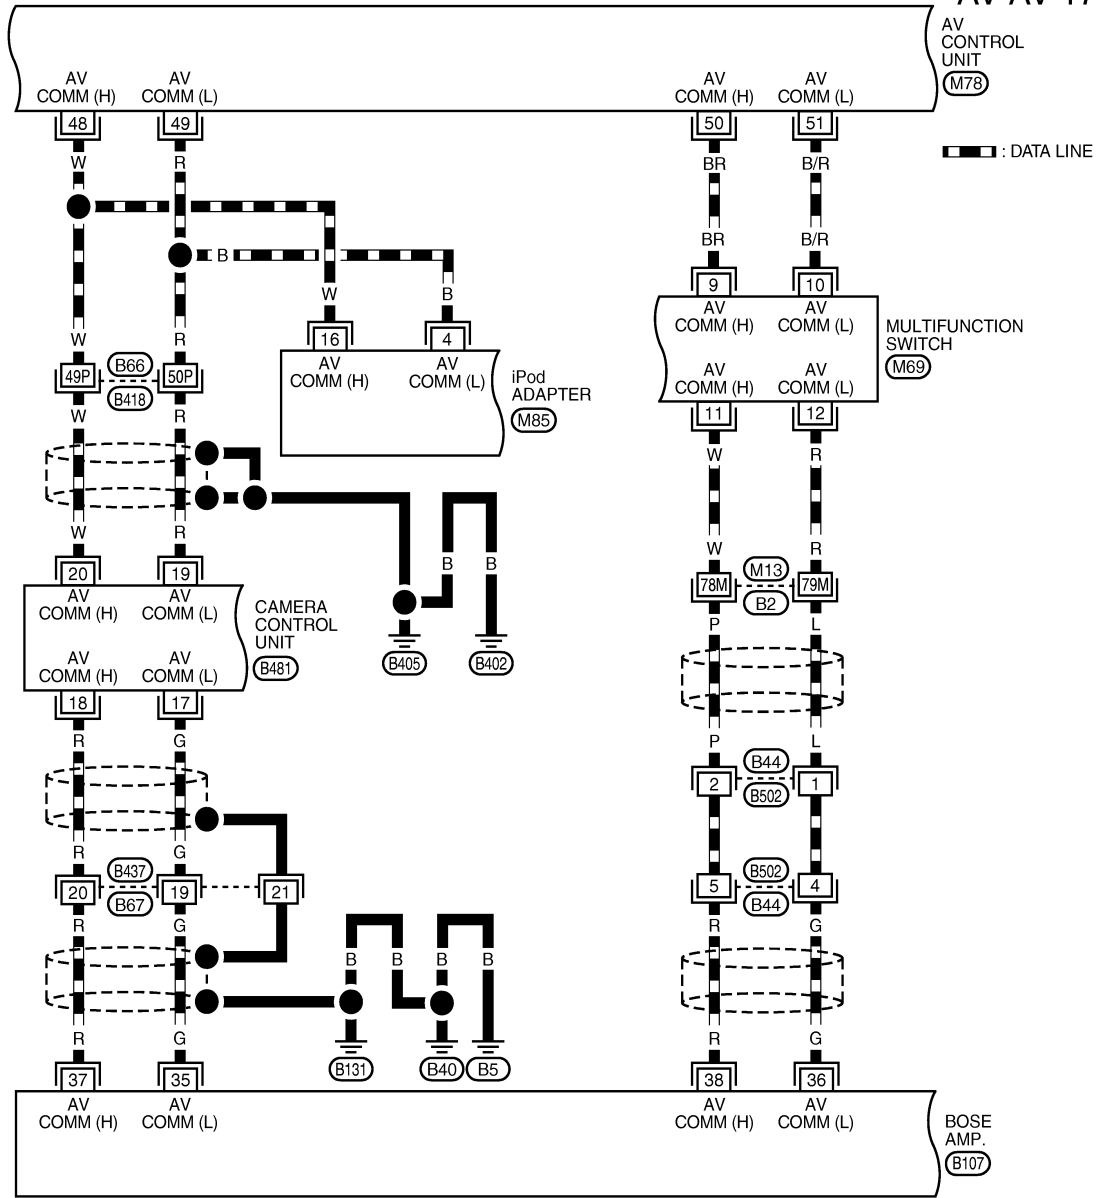 AV
CONTROL
UNIT
M78
AV
COMM (H)
AV
COMM (L)
AV
COMM (H)
AV
COMM (L)
48
49
50
51
: DATA LINE
W
R
BR
B/R
B
BR
B/R
W
B
9
10
AV
COMM (H)
AV
COMM (L)
MULTIFUNCTION
SWITCH
M69
AV
COMM (H)
AV
COMM (L)
11
12
W
R
16
4
AV
COMM (H)
AV
COMM (L)
iPod
ADAPTER
M85
49P
B66
B418
50P
W
R
W
R
W
R
20
19
AV
COMM (H)
AV
COMM (L)
CAMERA
CONTROL
UNIT
B481
AV
COMM (H)
AV
COMM (L)
18
17
B
B
B405
B402
W
R
78M
M13
B2
79M
P
L
P
L
2
B44
B502
1
5
B502
B44
4
R
G
R
G
R
G
R
G
20
B437
B67
19
21
R
G
B
B
B
B
B131
B40
B5
R
G
37
35
38
36
AV
COMM (H)
AV
COMM (L)
AV
COMM (H)
AV
COMM (L)
BOSE
AMP.
B107